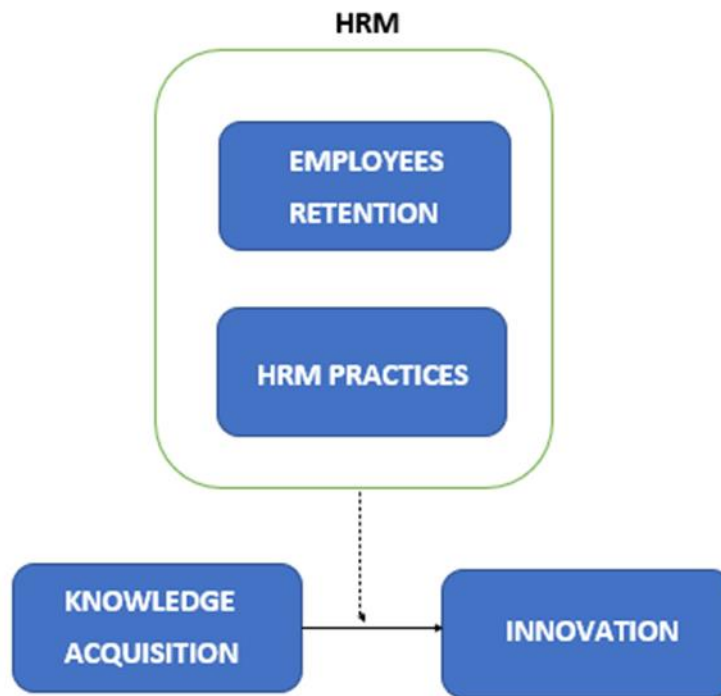 HRM
EMPLOYEES
RETENTION
HRM PRACTICES
KNOWLEDGE
ACQUISITION
INNOVATION